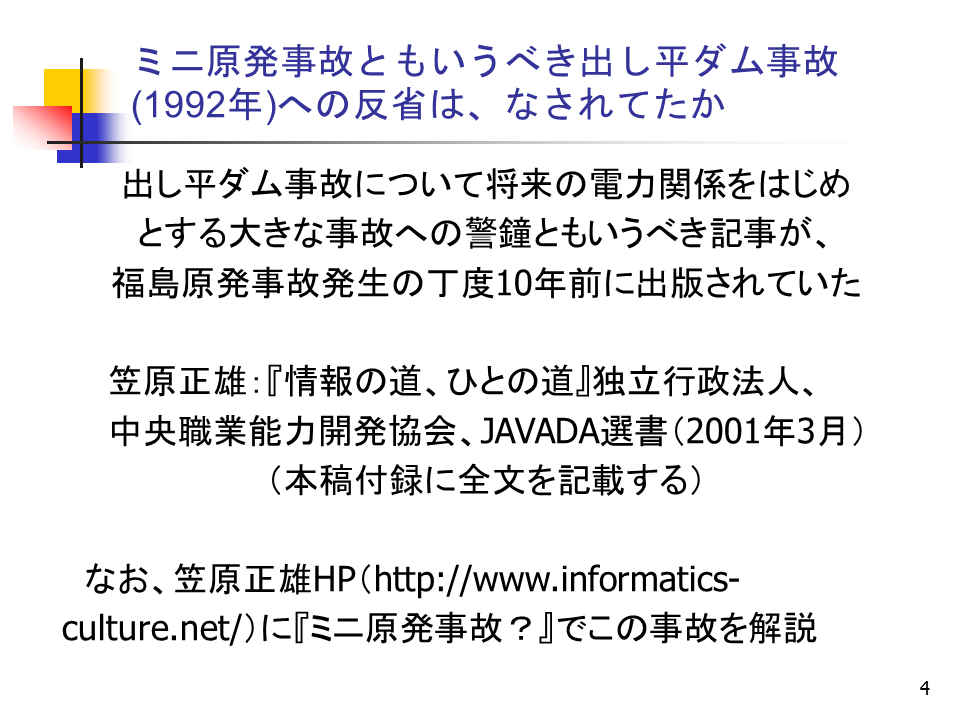 ミニ原発事故ともいうべき出し平ダム事故
(1992年)への反省は、なされてたか
出し平ダム事故について将来の電力関係をはじめ
とする大きな事故への警鐘ともいうべき記事が、
福島原発事故発生の丁度10年前に出版されていた
笠原正雄：『情報の道、ひとの道』独立行政法人、
中央職業能力開発協会、JAVADA選書（2001年3月）
（本稿付録に全文を記載する）
なお、笠原正雄HP（http://www.informatics-
culture.net/）に『ミニ原発事故？』でこの事故を解説
4